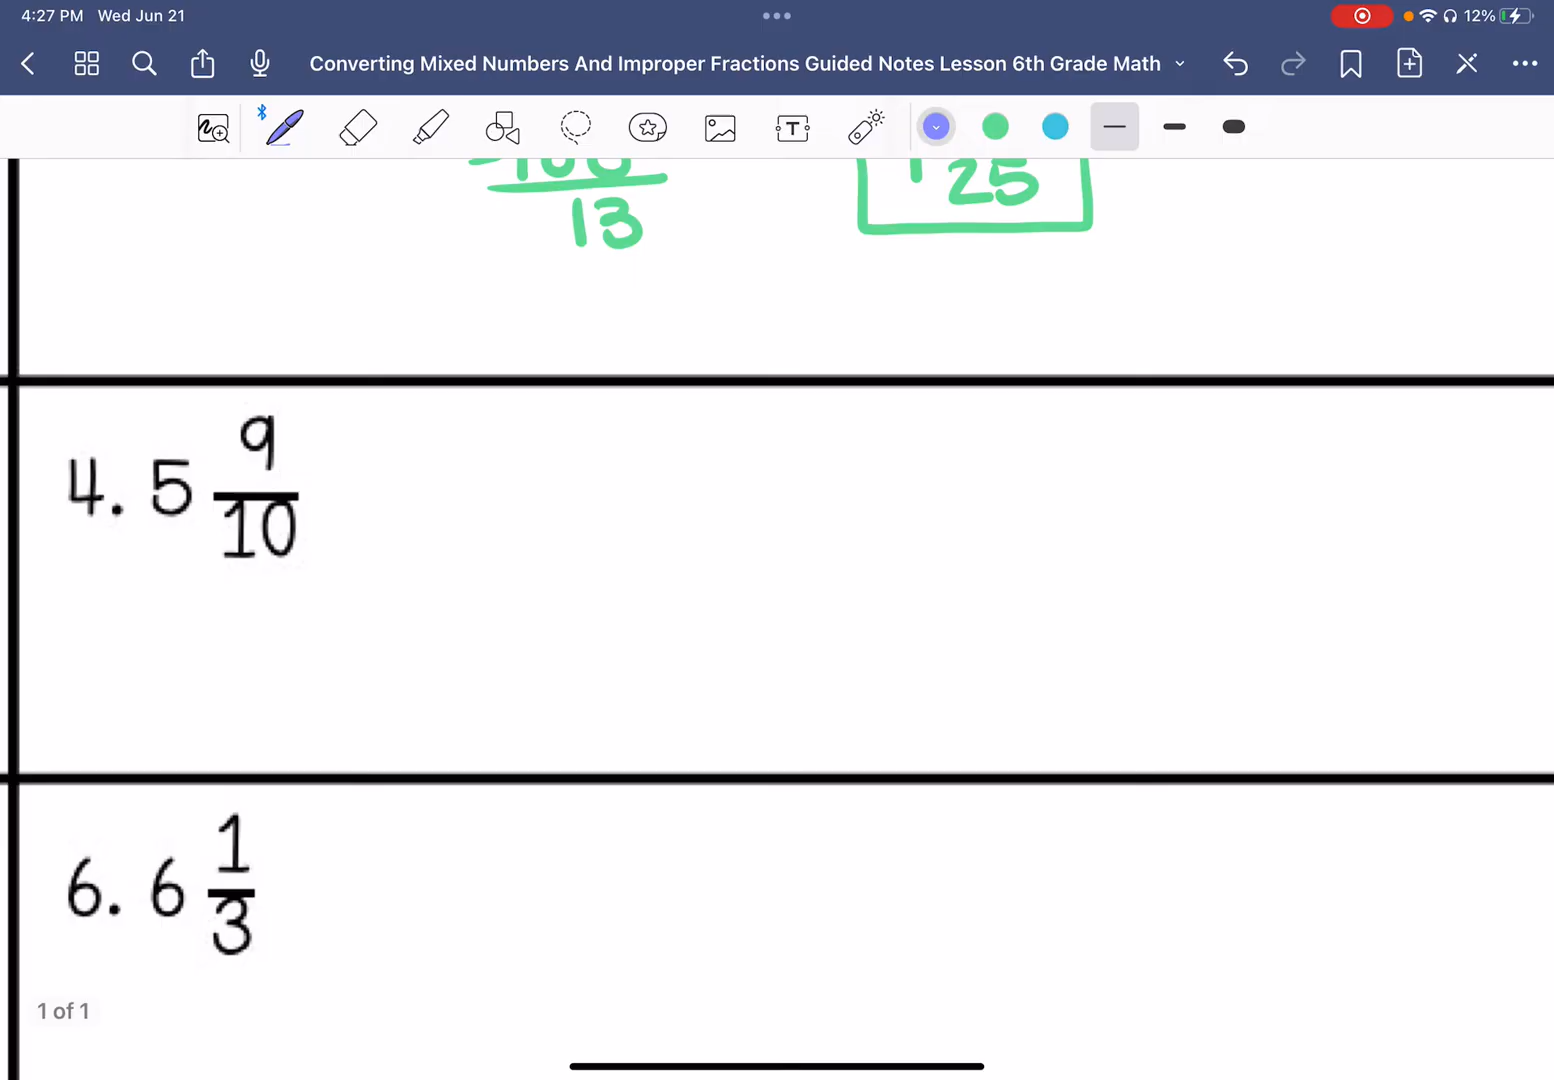 4:27 PM Wed Jun 21
12%
Converting Mixed Numbers And Improper Fractions Guided Notes Lesson 6th Grade Math
T
25
13
4. 5 9/10
6. 6 1/3
1 of 1